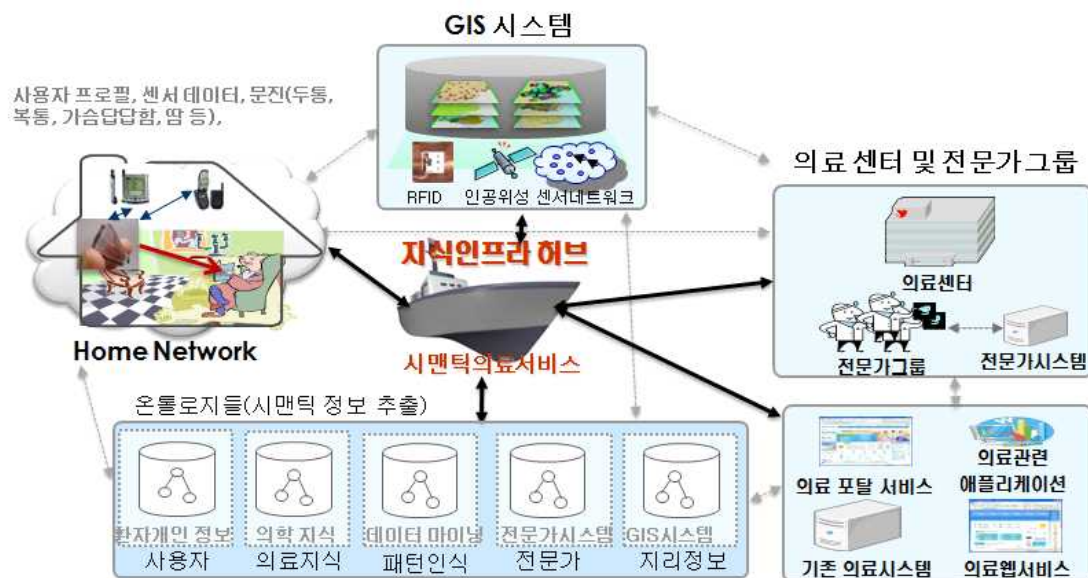 GIS 시스템
사용자 프로필, 센서 데이터, 문진(두통,
복통, 가슴답답함, 땀 등),
RFID
인공위성
센서네트워크
의료 센터 및 전문가그룹
의료센터
전문가그룹
전문가시스템
지식인프라 허브
시맨틱의료서비스
Home Network
온톨로지들(시맨틱 정보 추출)
환자개인 정보
의학 지식
데이터 마이닝
전문가시스템
GIS시스템
사용자
의료지식
패턴인식
전문가
지리정보
의료 포탈 서비스
의료관련
애플리케이션
기존 의료시스템
의료웹서비스